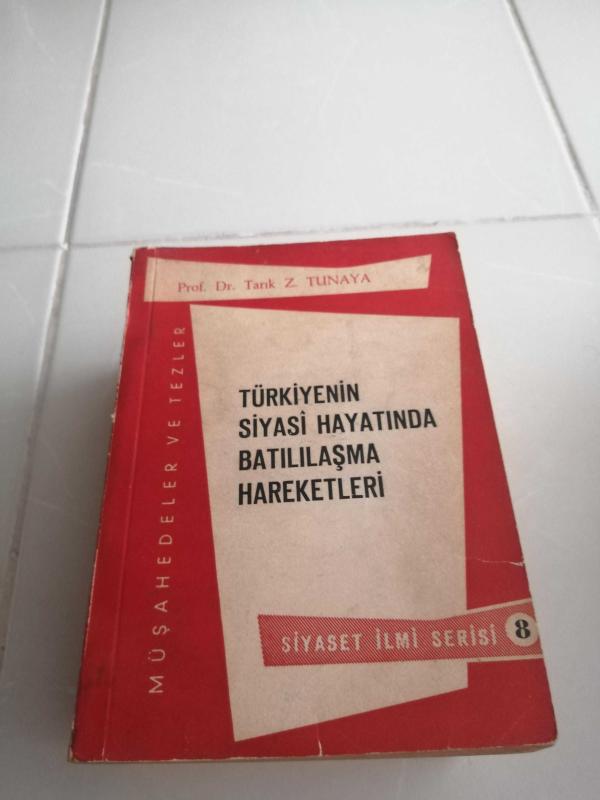 Prof. Dr. Tarık Z. TUNAYA
MÜŞAHEDELER VE TEZLER
TÜRKİYENİN
SİYASÎ HAYATINDA
BATILILAŞMA
HAREKETLERİ
SİYASET İLMİ SERİSİ 8